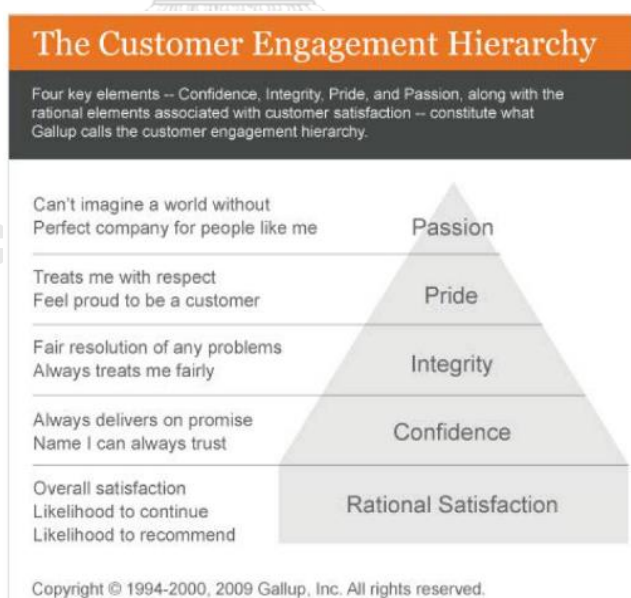 The Customer Engagement Hierarchy
Four key elements -- Confidence, Integrity, Pride, and Passion, along with the
rational elements associated with customer satisfaction -- constitute what
Gallup calls the customer engagement hierarchy.
Can't imagine a world without
Perfect company for people like me
Passion
Treats me with respect
Feel proud to be a customer
Pride
Fair resolution of any problems
Always treats me fairly
Integrity
Always delivers on promise
Name I can always trust
Confidence
Overall satisfaction
Likelihood to continue
Likelihood to recommend
Rational Satisfaction
Copyright © 1994-2000, 2009 Gallup, Inc. All rights reserved.